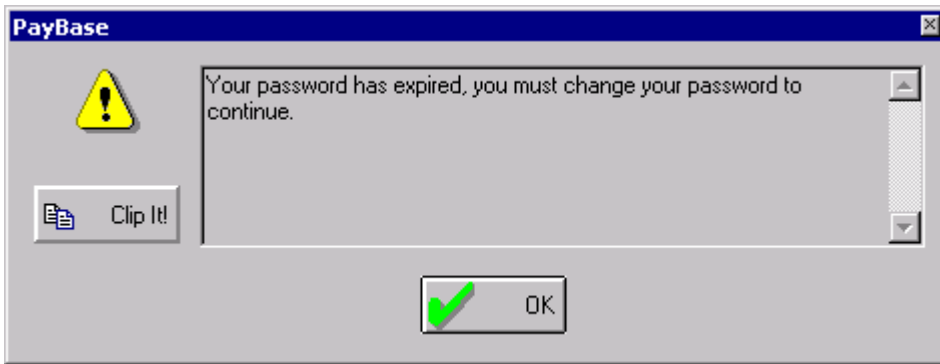 PayBase
Your password has expired, you must change your password to
continue.
Clip It!
OK